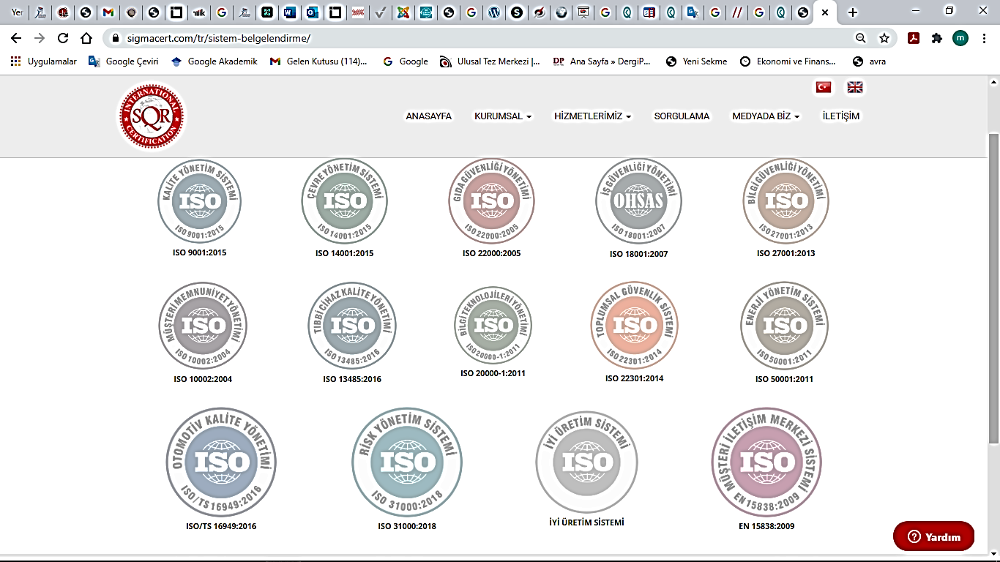 Yer
sigmacert.com/tr/sistem-belgelendirme/
m
Uygulamalar Google Çeviri Google Akademik Gelen Kutusu (114)... Google Ulusal Tez Merkezi |... DP Ana Sayfa » DergiP... Yeni Sekme Ekonomi ve Finans... avra
INTERNATIONAL
SQR
CERTIFICATION
ANASAYFA KURUMSAL HİZMETLERİMİZ SORGULAMA MEDYADA BİZ İLETİŞİM
KALİTE YÖNETİM SİSTEMİ
ISO
ISO 9001:2015
ISO 9001:2015
ÇEVRE YÖNETİM SİSTEMİ
ISO
ISO 14001:2015
ISO 14001:2015
GIDA GÜVENLİĞİ YÖNETİMİ
ISO
ISO 22000:2005
ISO 22000:2005
İŞ GÜVENLİĞİ YÖNETİMİ
OHSAS
ISO 18001:2007
ISO 18001:2007
BİLGİ GÜVENLİĞİ YÖNETİMİ
ISO
ISO 27001:2013
ISO 27001:2013
MÜŞTERİ MEMNUNİYET YÖNETİMİ
ISO
ISO 10002:2004
ISO 10002:2004
TIBBİ CİHAZ KALİTE YÖNETİMİ
ISO
ISO 13485:2016
ISO 13485:2016
BİLGİ TEKNOLOJİLERİ YÖNETİMİ
ISO
ISO 20000-1:2011
ISO 20000-1:2011
TOPLUMSAL GÜVENLİK SİSTEMİ
ISO
ISO 22301:2014
ISO 22301:2014
ENERJİ YÖNETİM SİSTEMİ
ISO
ISO 50001:2011
ISO 50001:2011
OTOMOTİV KALİTE YÖNETİMİ
ISO
ISO/TS 16949:2016
ISO/TS 16949:2016
RİSK YÖNETİM SİSTEMİ
ISO
ISO 31000:2018
ISO 31000:2018
İYİ ÜRETİM SİSTEMİ
ISO
İYİ ÜRETİM SİSTEMİ
MÜŞTERİ İLETİŞİM MERKEZİ SİSTEMİ
ISO
EN 15838:2009
EN 15838:2009
Yardım